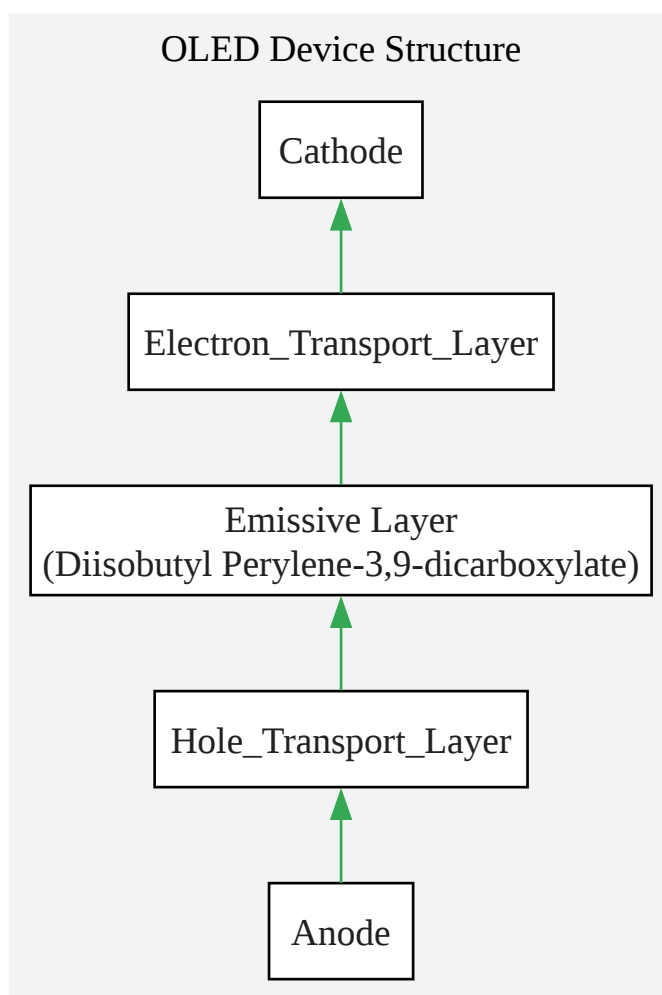 OLED Device Structure
Cathode
Electron_Transport_Layer
Emissive Layer
(Diisobutyl Perylene-3,9-dicarboxylate)
Hole_Transport_Layer
Anode